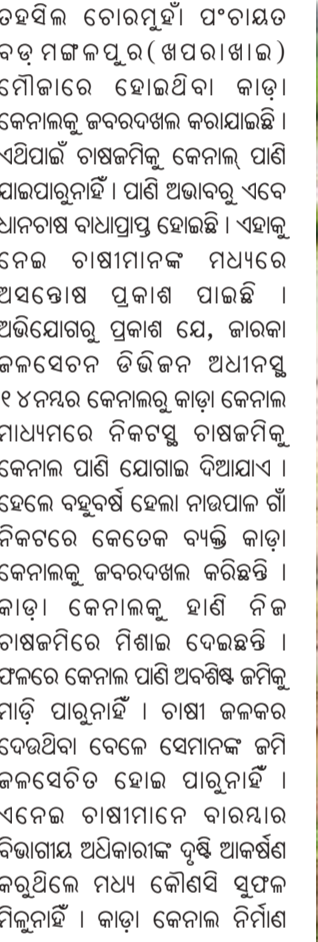 ତହସିଲ ଚୋରମୁହାଁ ପଂଚାୟତ
ବଡ଼ ମଙ୍ଗଳପୁର(ଖପରାଖାଇ)
ମୌଜାରେ ହୋଇଥିବା କାଡ଼ା
କେନାଲକୁ ଜବରଦଖଲ କରାଯାଇଛି ।
ଏଥିପାଇଁ ଚାଷଜମିକୁ କେନାଲ୍ ପାଣି
ଯାଇପାରୁନାହିଁ । ପାଣି ଅଭାବରୁ ଏବେ
ଧାନଚାଷ ବାଧାପ୍ରାପ୍ତ ହୋଇଛି । ଏହାକୁ
ନେଇ ଚାଷୀମାନଙ୍କ ମଧ୍ୟରେ
ଅସନ୍ତୋଷ ପ୍ରକାଶ ପାଇଛି ।
ଅଭିଯୋଗରୁ ପ୍ରକାଶ ଯେ, ଜାରକା
ଜଳସେଚନ ଡିଭିଜନ ଅଧୀନସ୍ଥ
୧୪ନମ୍ୱର କେନାଲରୁ କାଡ଼ା କେନାଲ
ମାଧ୍ୟମରେ ନିକଟସ୍ଥ ଚାଷଜମିକୁ
କେନାଲ ପାଣି ଯୋଗାଇ ଦିଆଯାଏ ।
ହେଲେ ବହୁବର୍ଷ ହେଲା ନାଉପାଳ ଗାଁ
ନିକଟରେ କେତେକ ବ୍ୟକ୍ତି କାଡ଼ା
କେନାଲକୁ ଜବରଦଖଲ କରିଛନ୍ତି ।
କାଡ଼ା କେନାଲକୁ ହାଣି ନିଜ
ଚାଷଜମିରେ ମିଶାଇ ଦେଇଛନ୍ତି ।
ଫଳରେ କେନାଲ ପାଣି ଅବଶିଷ୍ଟ ଜମିକୁ
ମାଡ଼ି ପାରୁନାହିଁ । ଚାଷୀ ଜଳକର
ଦେଉଥିବା ବେଳେ ସେମାନଙ୍କ ଜମି
ଜଳସେଚିତ ହୋଇ ପାରୁନାହିଁ ।
ଏନେଇ ଚାଷୀମାନେ ବାରମ୍ୱାର
ବିଭାଗୀୟ ଅଧିକାରୀଙ୍କ ଦୃଷ୍ଟି ଆକର୍ଷଣ
କରୁଥିଲେ ମଧ୍ୟ କୌଣସି ସୁଫଳ
ମିଳୁନାହିଁ । କାଡ଼ା କେନାଲ ନିର୍ମାଣ